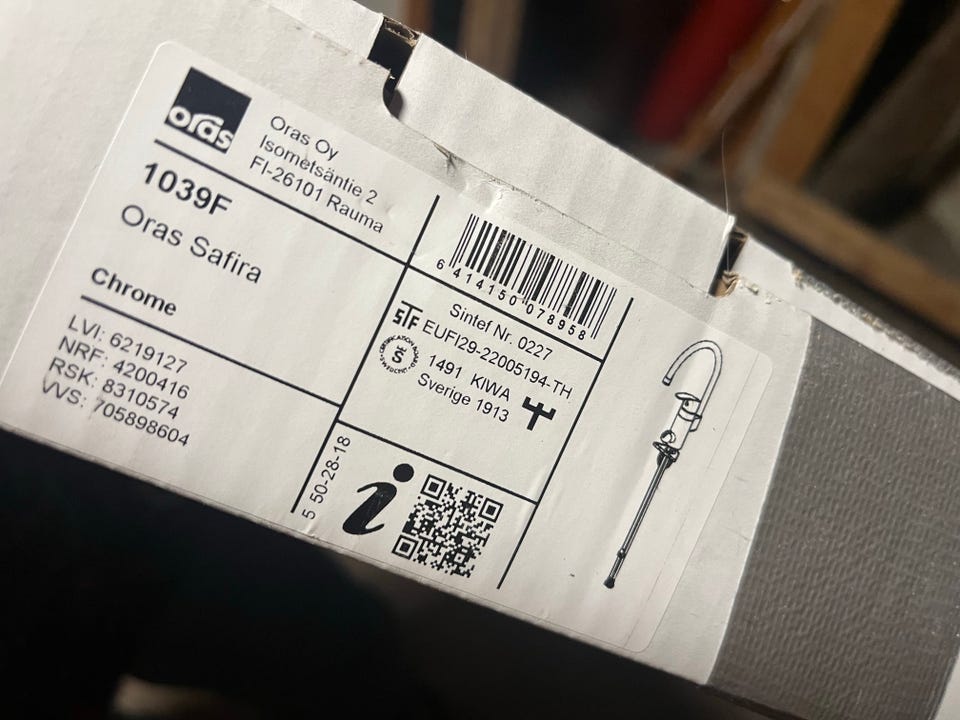 oras
Oras Oy
Isometsäntie 2
FI-26101 Rauma
1039F
Oras Safira
Chrome
LVI: 6219127
NRF: 4200416
RSK: 8310574
VVS: 705898604
6 414150 078958
Sintef Nr. 0227
STF EUFI29-22005194-TH
1491 KIWA
Sverige 1913
5 50-28-18
i